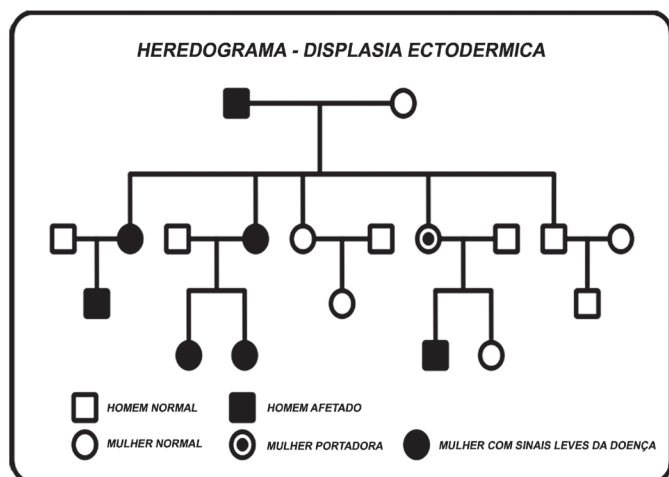 HEREDOGRAMA - DISPLASIA ECTODERMICA
HOMEM NORMAL
HOMEM AFETADO
MULHER NORMAL
MULHER PORTADORA
MULHER COM SINAIS LEVES DA DOENÇA